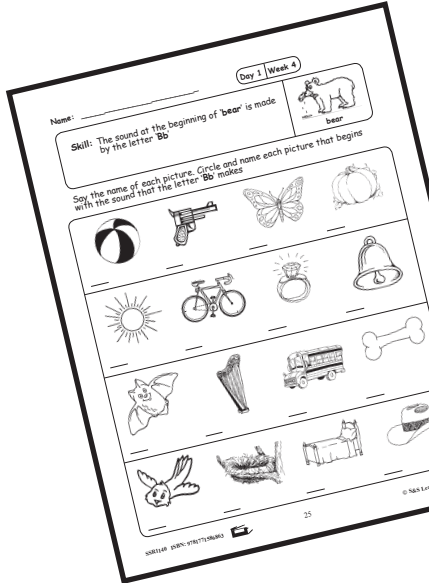 Day 1 Week 4
Name:
Skill: The sound at the beginning of 'bear' is made
by the letter 'Bb'
bear
Say the name of each picture. Circle and name each picture that begins
with the sound that the letter 'Bb' makes
© S&S Le
25
SSB1140 ISBN: 9781771586863